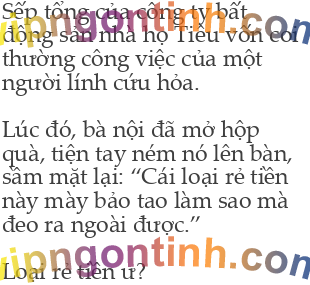 Sếp tổng của công ty bất
động sản nhà họ Tiêu vốn coi
thường công việc của một
người lính cứu hỏa.
Lúc đó, bà nội đã mở hộp
quà, tiện tay ném nó lên bàn,
sầm mặt lại: “Cái loại rẻ tiền
này mày bảo tao làm sao mà
đeo ra ngoài được.”
Loại rẻ tiền ư?